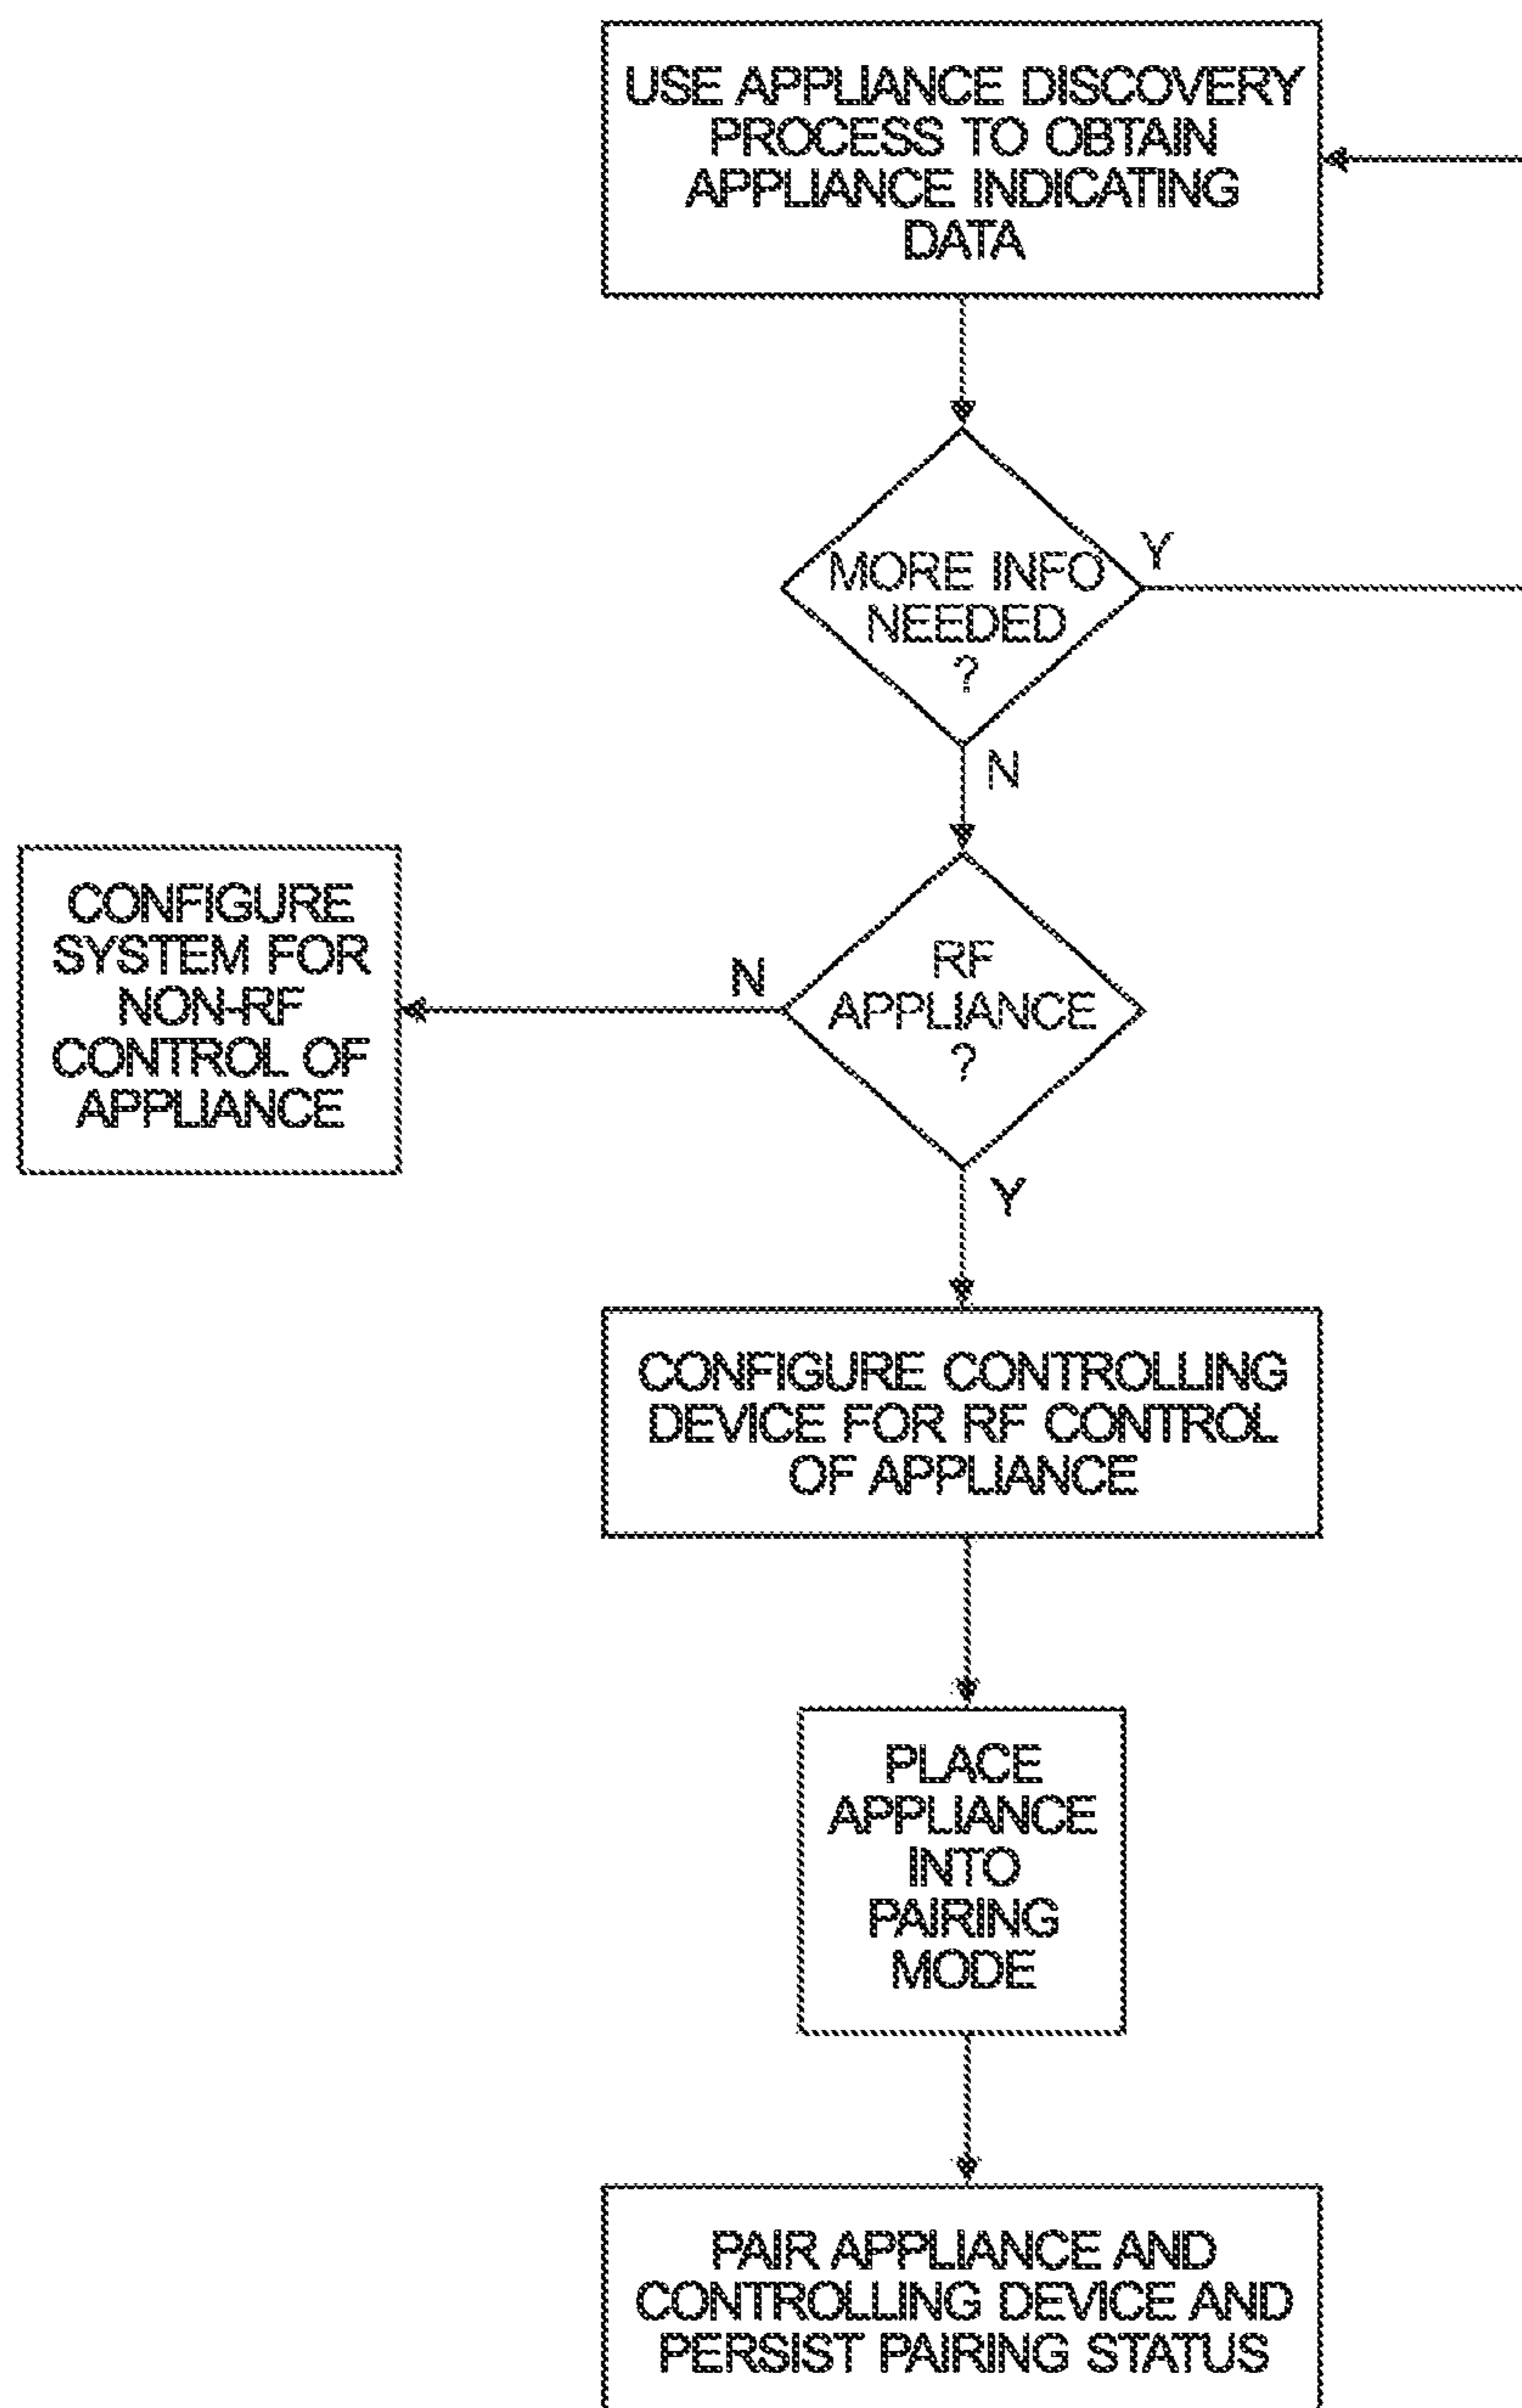 USE APPLIANCE DISCOVERY
PROCESS TO OBTAIN
APPLIANCE INDICATING
DATA
MORE INFO
NEEDED
?
Y
N
RF
APPLIANCE
?
N
Y
CONFIGURE
SYSTEM FOR
NON-RF
CONTROL OF
APPLIANCE
CONFIGURE CONTROLLING
DEVICE FOR RF CONTROL
OF APPLIANCE
PLACE
APPLIANCE
INTO
PAIRING
MODE
PAIR APPLIANCE AND
CONTROLLING DEVICE AND
PERSIST PAIRING STATUS